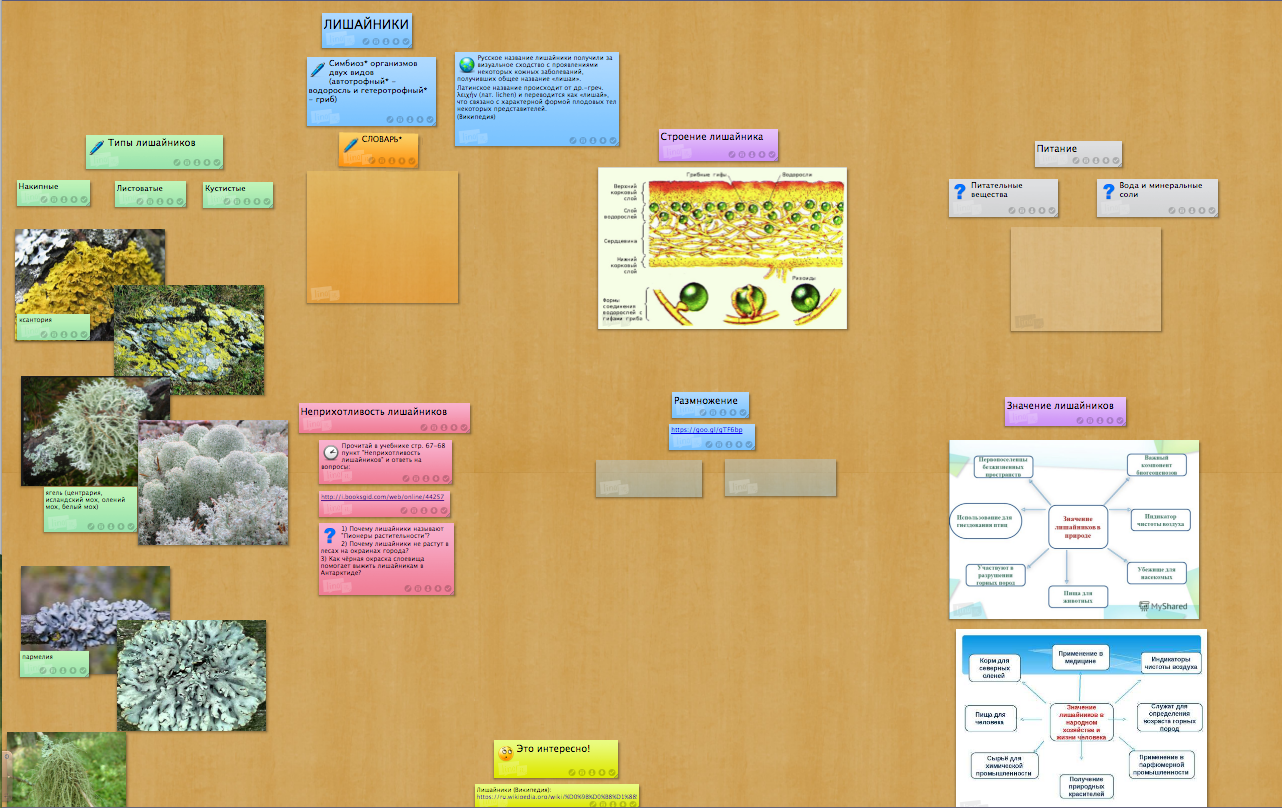 ЛИШАЙНИКИ
Симбиоз* организмов
двух видов
(автотрофный* –
водоросль и гетеротрофный*
– гриб)
Русское название лишайники получили за
визуальное сходство с проявлениями
некоторых кожных заболеваний,
получивших общее название «лишаи».
Латинское название происходит от др.-греч.
λειχήν (лат. lichen) и переводится как «лишай»,
что связано с характерной формой плодовых тел
некоторых представителей.
(Википедия)
СЛОВАРЬ*
Типы лишайников
Накипные
Листоватые
Кустистые
ксантория
ягель (центрария,
исландский мох, олений
мох, белый мох)
пармелия
Строение лишайника
Грибные гифы
Водоросли
Верхний
корковый
слой
Слой
водорослей
Сердцевина
Нижний
корковый
слой
Ризоиды
Формы
соединения
водорослей с
гифами гриба
Питание
Питательные
вещества
Вода и минеральные
соли
Неприхотливость лишайников
Прочитай в учебнике стр. 67-68
пункт "Неприхотливость
лишайников" и ответь на
вопросы:
http://i.booksgid.com/web/online/44257
1) Почему лишайники называют
"Пионеры растительности"?
2) Почему лишайники не растут в
лесах на окраинах города?
3) Как чёрная окраска слоевища
помогает выжить лишайникам в
Антарктиде?
Размножение
https://goo.gl/gTF6bp
Значение лишайников
Первопоселенцы
безжизненных
пространств
Важный
компонент
биогеоценозов
Использование для
гнездования птиц
Значение
лишайников в
природе
Индикатор
чистоты воздуха
Участвуют в
разрушении
горных пород
Убежище для
насекомых
Пища для
животных
MyShared
Корм для
северных
оленей
Применение в
медицине
Индикаторы
чистоты воздуха
Пища для
человека
Значение
лишайников в
народном
хозяйстве и
жизни человека
Служат для
определения
возраста горных
пород
Сырьё для
химической
промышленности
Применение в
парфюмерной
промышленности
Получение
природных
красителей
Это интересно!
Лишайники (Википедия):